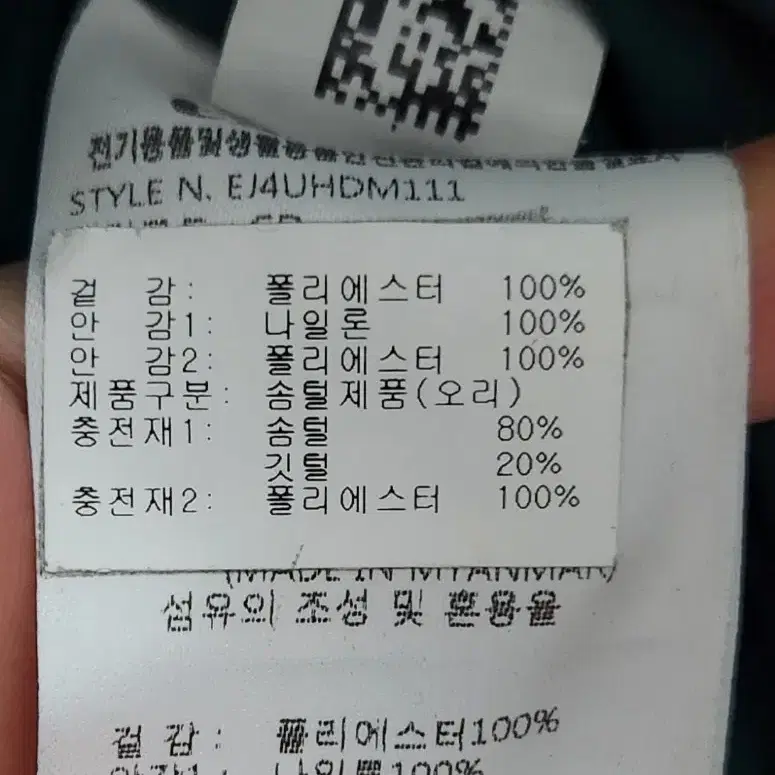 STYLE N. EJ4UHDM111
겉 감: 폴리에스터 100%
안 감1: 나일론 100%
안 감2: 폴리에스터 100%
제품구분: 솜털제품(오리)
충전재1: 솜털 80%
깃털 20%
충전재2: 폴리에스터 100%
(MADE IN MYANMAR)
섬유의 조성 및 혼용율
겉 감 : 폴리에스터100%